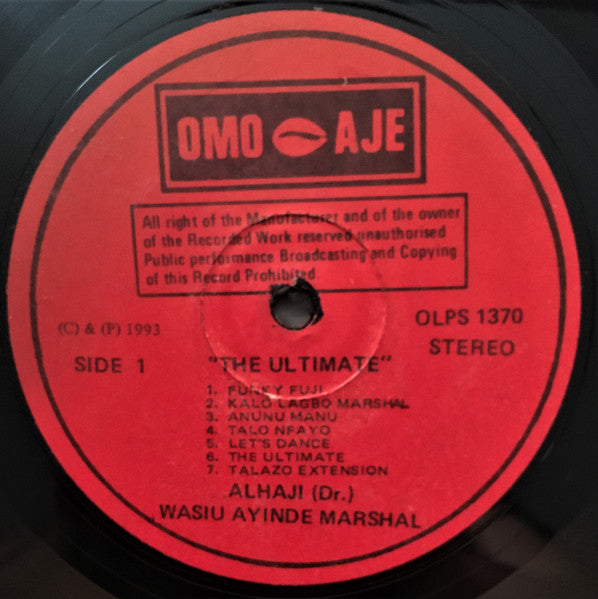 OMO AJE
All right of the Manufacturer and of the owner
of the Recorded Work reserved unauthorised
Public performance Broadcasting and Copying
of this Record Prohibited.
(C) & (P) 1993
OLPS 1370
SIDE 1
STEREO
"THE ULTIMATE"
1. FUNKY FUJI
2. KALO LAGBO MARSHAL
3. ANUNU MANU
4. TALO NFAYO
5. LET'S DANCE
6. THE ULTIMATE
7. TALAZO EXTENSION
ALHAJI (Dr.)
WASIU AYINDE MARSHAL